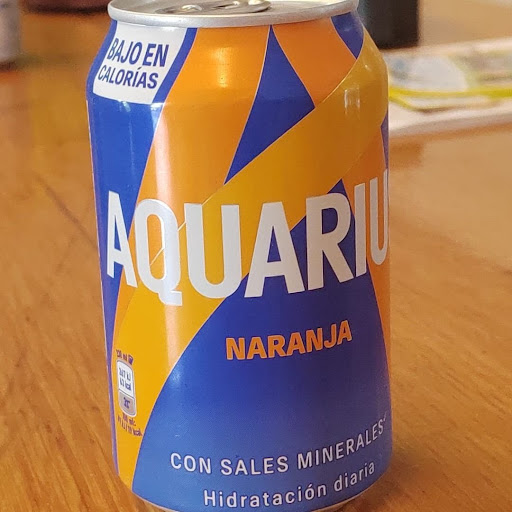 BAJO EN
CALORÍAS
AQUARIU
NARANJA
CON SALES MINERALES
Hidratación diaria